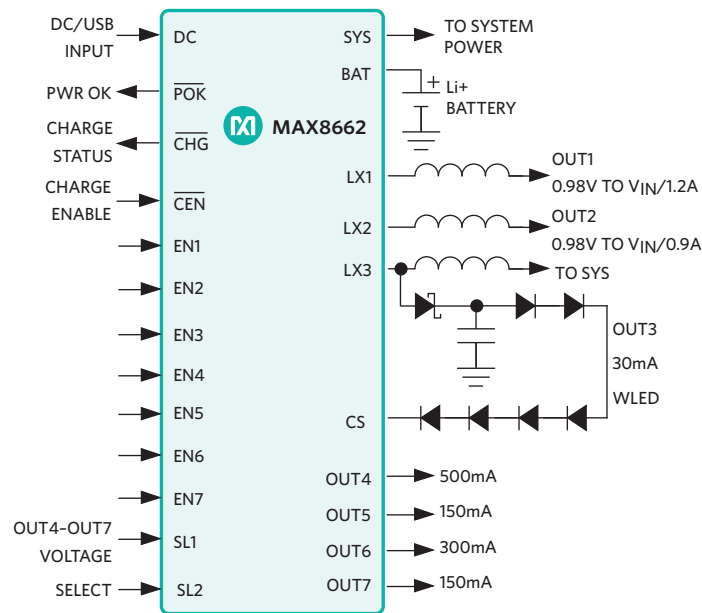 DC/USB
INPUT
DC
SYS
TO SYSTEM
POWER
BAT
+
Li+
BATTERY
PWR OK
POK
MAX8662
CHARGE
STATUS
CHG
LX1
OUT1
0.98V TO VIN/1.2A
CHARGE
ENABLE
CEN
LX2
OUT2
0.98V TO VIN/0.9A
EN1
LX3
TO SYS
EN2
EN3
OUT3
30mA
WLED
EN4
EN5
CS
EN6
EN7
OUT4
500mA
OUT5
150mA
OUT4–OUT7
VOLTAGE
SL1
OUT6
300mA
SELECT
SL2
OUT7
150mA